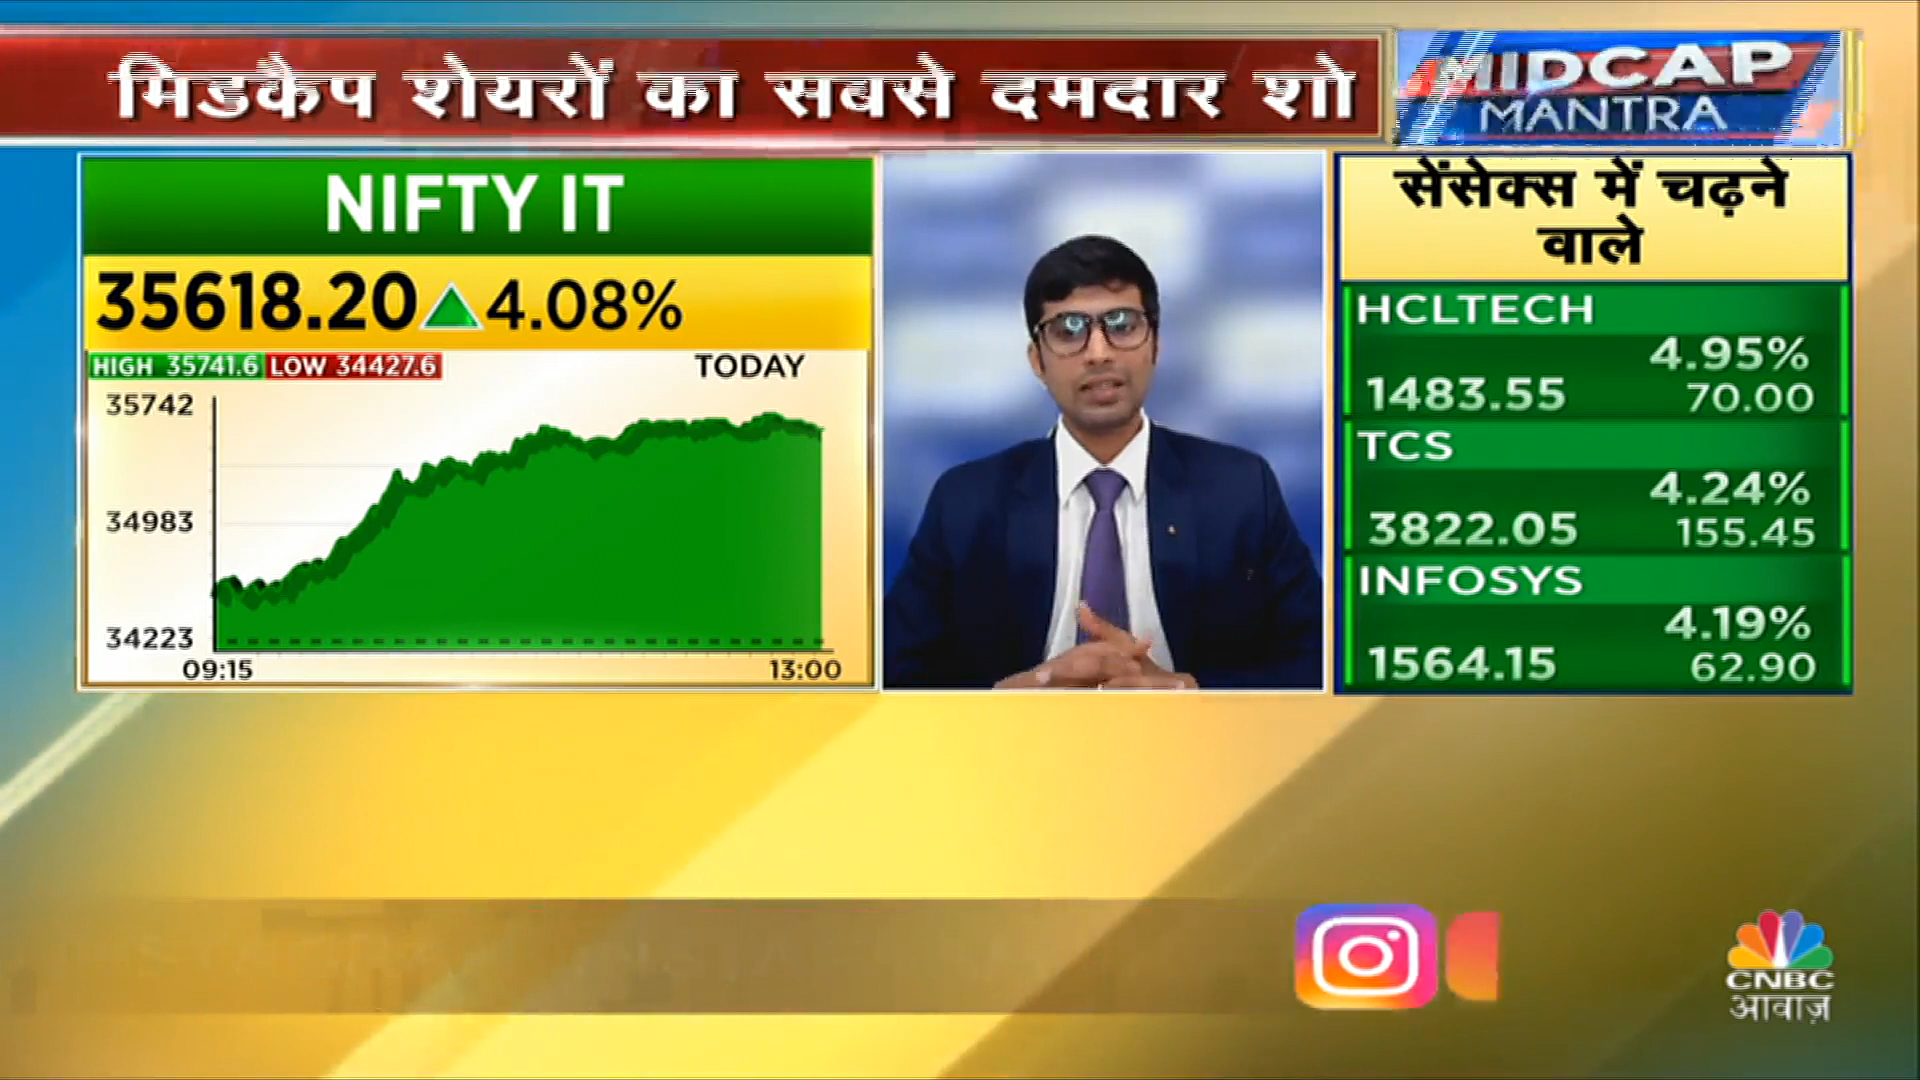 मिडकैप शेयरों का सबसे दमदार शो
MIDCAP
MANTRA
NIFTY IT
35618.20 4.08%
HIGH 35741.6 LOW 34427.6 TODAY
35742
34983
34223
09:15 13:00
सेंसेक्स में चढ़ने
वाले
HCLTECH
4.95%
1483.55 70.00
TCS
4.24%
3822.05 155.45
INFOSYS
4.19%
1564.15 62.90
CNBC
आवाज़